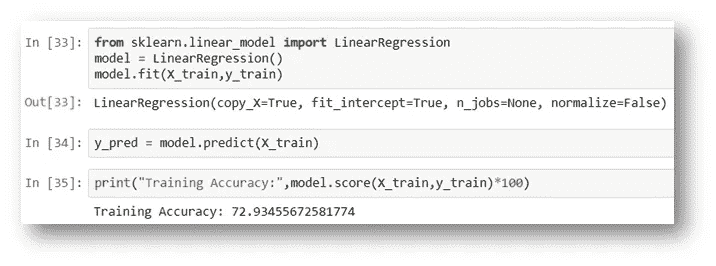 In [33]: from sklearn.linear_model import LinearRegression
model = LinearRegression()
model.fit(X_train,y_train)
Out[33]: LinearRegression(copy_X=True, fit_intercept=True, n_jobs=None, normalize=False)
In [34]: y_pred = model.predict(X_train)
In [35]: print("Training Accuracy:",model.score(X_train,y_train)*100)
Training Accuracy: 72.93455672581774